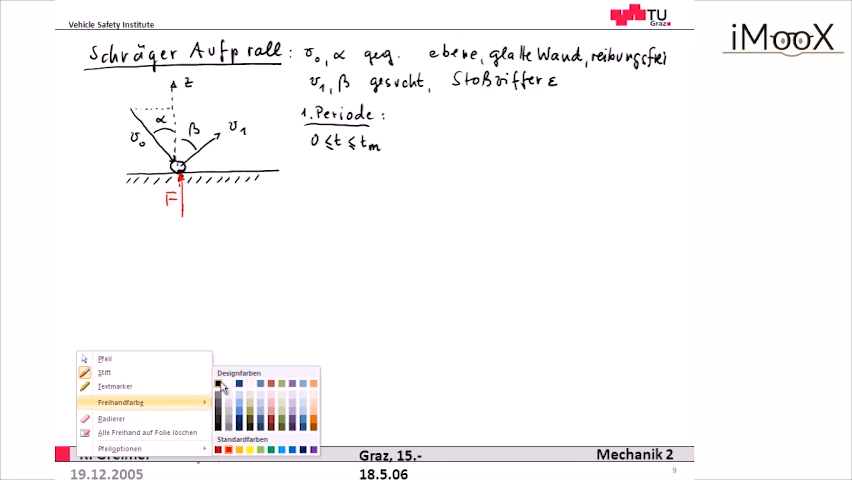 Vehicle Safety Institute
TU
Graz
iMooX
Schräger Aufprall : v₀, α geg. ebene, glatte Wand, reibungsfrei
v₁, β gesucht, Stoßziffer ε
z
1. Periode :
α
β
v₁
v₀
0 ≤ t ≤ tₘ
F
Pfeil
Stift
Textmarker
Freihandfarbe
Radierer
Alle Freihand auf Folie löschen
Pfeiloptionen
Designfarben
Standardfarben
Graz, 15.-
18.5.06
Mechanik 2
19.12.2005
9